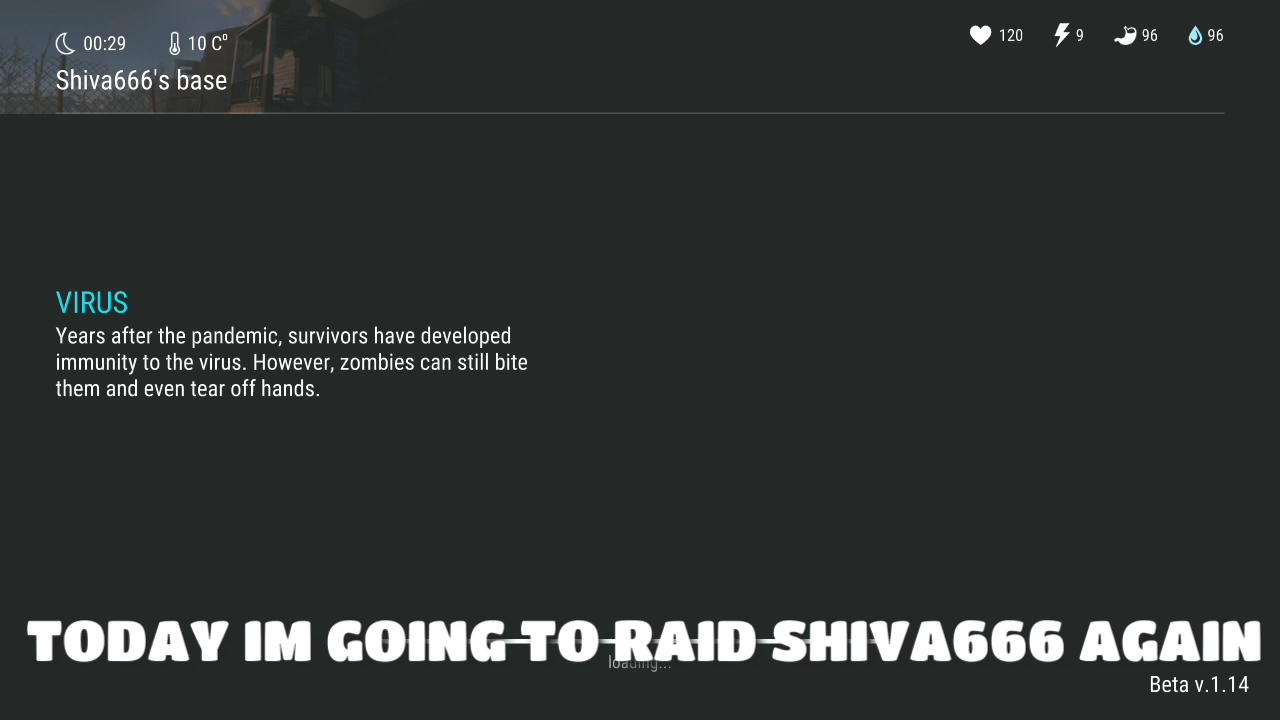 00:29 10 Cº
Shiva666's base
120 9 96 96
VIRUS
Years after the pandemic, survivors have developed
immunity to the virus. However, zombies can still bite
them and even tear off hands.
TODAY IM GOING TO RAID SHIVA666 AGAIN
loading...
Beta v.1.14